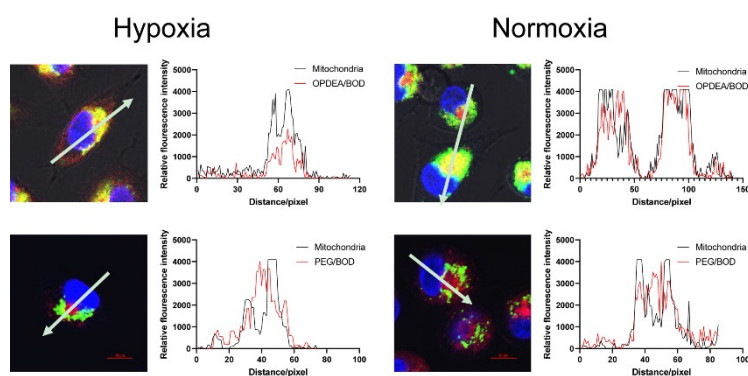 Hypoxia
Normoxia
Relative flourescence intensity
5000
4000
3000
2000
1000
0
0 30 60 90 120
Distance/pixel
Mitochondria
OPDEA/BOD
Relative flourescence intensity
5000
4000
3000
2000
1000
0
0 50 100 150
Distance/pixel
Mitochondria
OPDEA/BOD
Relative flourescence intensity
5000
4000
3000
2000
1000
0
0 20 40 60 80 100
Distance/pixel
Mitochondria
PEG/BOD
Relative flourescence intensity
5000
4000
3000
2000
1000
0
0 20 40 60 80 100
Distance/pixel
Mitochondria
PEG/BOD